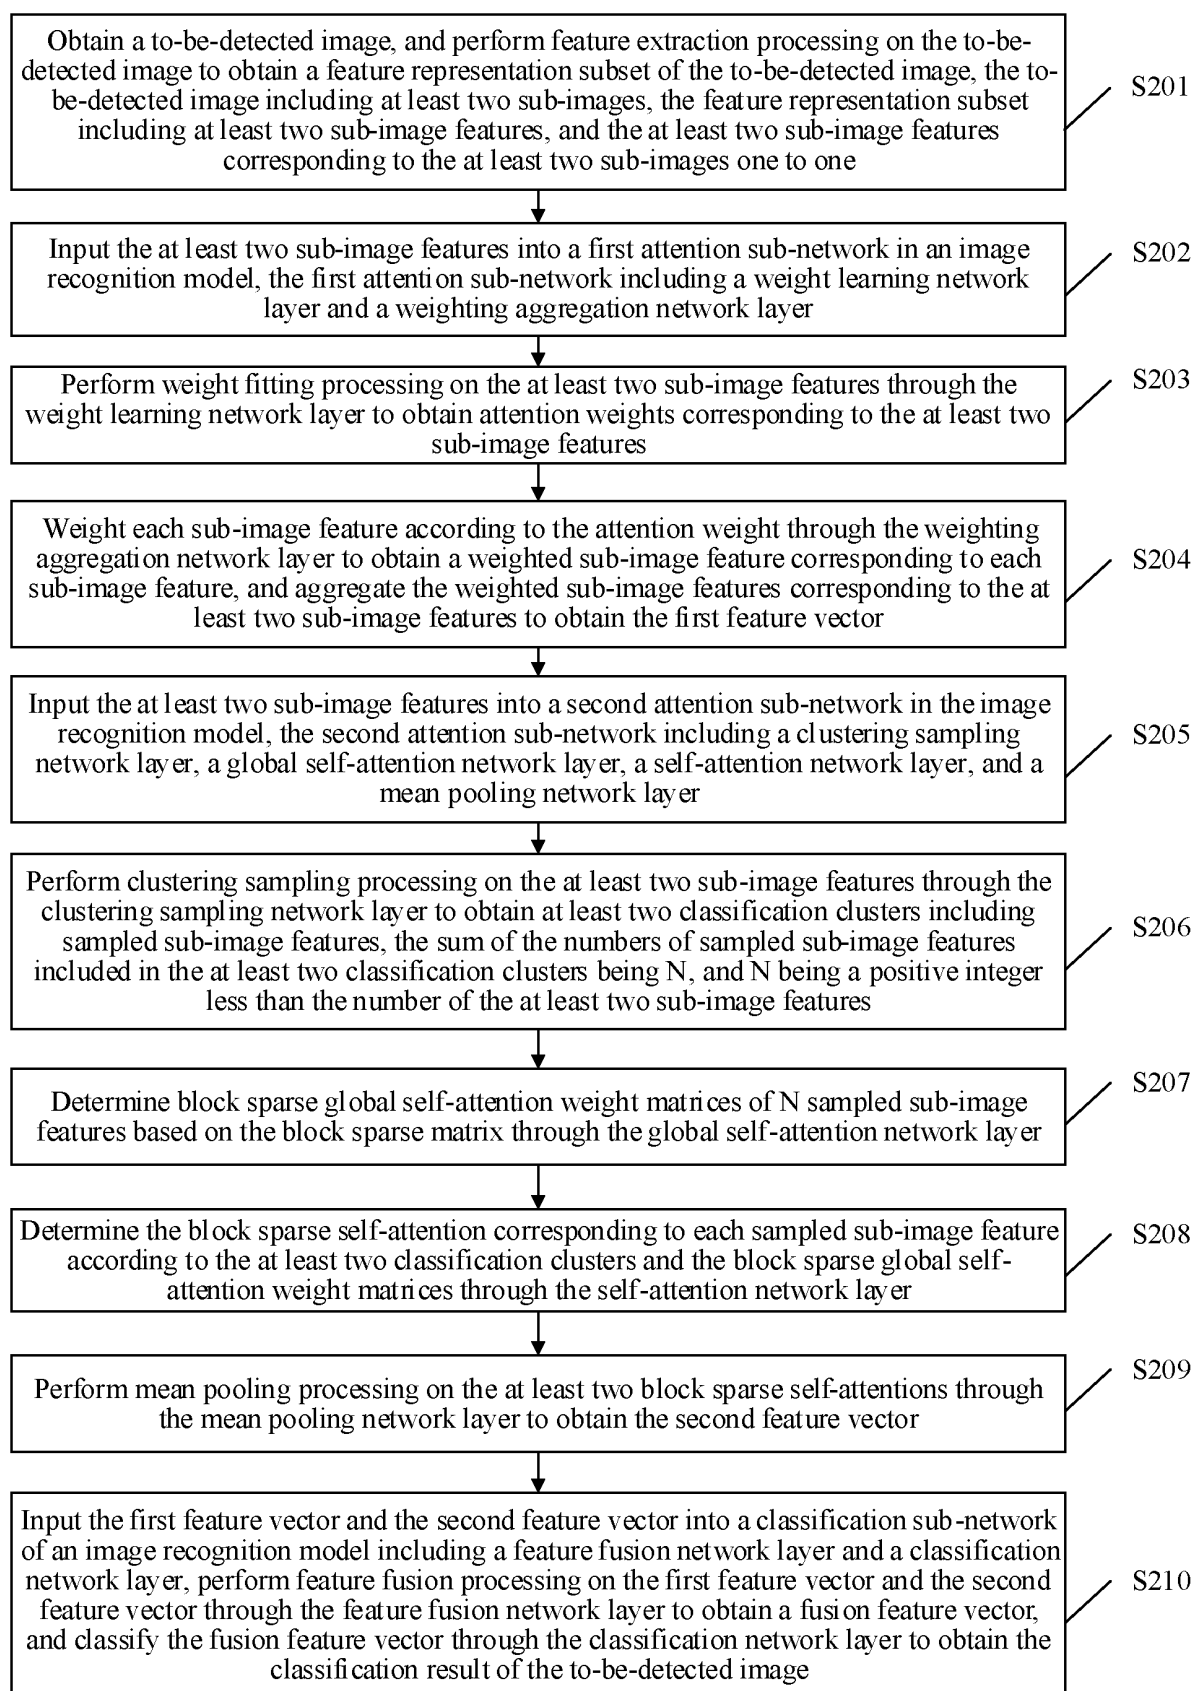 Obtain a to-be-detected image, and perform feature extraction processing on the to-be-
detected image to obtain a feature representation subset of the to-be-detected image, the to-
be-detected image including at least two sub-images, the feature representation subset
including at least two sub-image features, and the at least two sub-image features
corresponding to the at least two sub-images one to one
S201
Input the at least two sub-image features into a first attention sub-network in an image
recognition model, the first attention sub-network including a weight learning network
layer and a weighting aggregation network layer
S202
Perform weight fitting processing on the at least two sub-image features through the
weight learning network layer to obtain attention weights corresponding to the at least two
sub-image features
S203
Weight each sub-image feature according to the attention weight through the weighting
aggregation network layer to obtain a weighted sub-image feature corresponding to each
sub-image feature, and aggregate the weighted sub-image features corresponding to the at
least two sub-image features to obtain the first feature vector
S204
Input the at least two sub-image features into a second attention sub-network in the image
recognition model, the second attention sub-network including a clustering sampling
network layer, a global self-attention network layer, a self-attention network layer, and a
mean pooling network layer
S205
Perform clustering sampling processing on the at least two sub-image features through the
clustering sampling network layer to obtain at least two classification clusters including
sampled sub-image features, the sum of the numbers of sampled sub-image features
included in the at least two classification clusters being N, and N being a positive integer
less than the number of the at least two sub-image features
S206
Determine block sparse global self-attention weight matrices of N sampled sub-image
features based on the block sparse matrix through the global self-attention network layer
S207
Determine the block sparse self-attention corresponding to each sampled sub-image feature
according to the at least two classification clusters and the block sparse global self-
attention weight matrices through the self-attention network layer
S208
Perform mean pooling processing on the at least two block sparse self-attentions through
the mean pooling network layer to obtain the second feature vector
S209
Input the first feature vector and the second feature vector into a classification sub-network
of an image recognition model including a feature fusion network layer and a classification
network layer, perform feature fusion processing on the first feature vector and the second
feature vector through the feature fusion network layer to obtain a fusion feature vector,
and classify the fusion feature vector through the classification network layer to obtain the
classification result of the to-be-detected image
S210